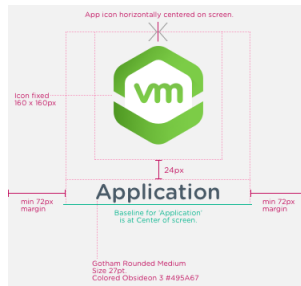 App icon horizontally centered on screen.
vm
Icon fixed
160 x 160px
24px
Application
min 72px
margin
min 72px
margin
Baseline for 'Application'
is at Center of screen.
Gotham Rounded Medium
Size 27pt.
Colored Obsideon 3 #495A67